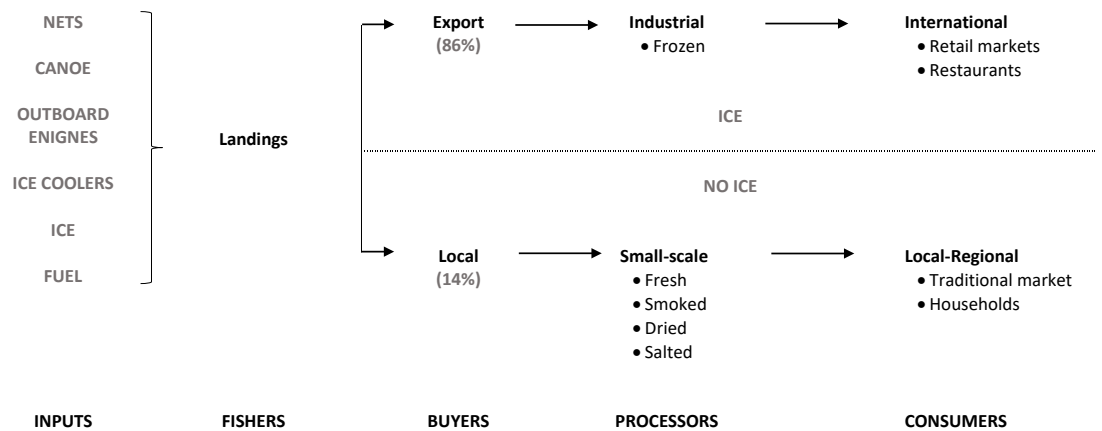 NETS
CANOE
OUTBOARD
ENIGNES
ICE COOLERS
ICE
FUEL
Landings
Export
(86%)
Industrial
• Frozen
International
• Retail markets
• Restaurants
ICE
NO ICE
Local
(14%)
Small-scale
• Fresh
• Smoked
• Dried
• Salted
Local-Regional
• Traditional market
• Households
INPUTS
FISHERS
BUYERS
PROCESSORS
CONSUMERS